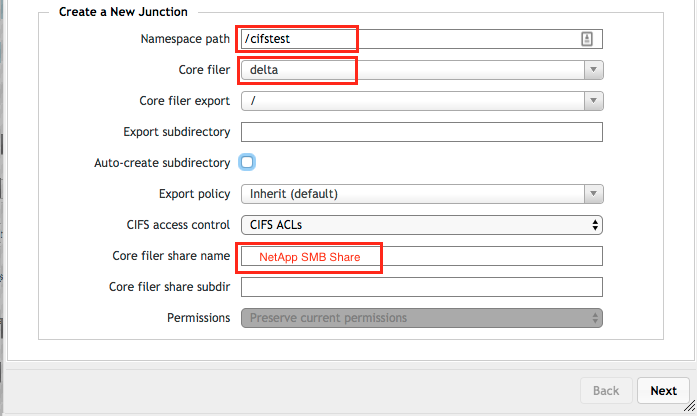 Create a New Junction
Namespace path /cifstest
Core filer delta
Core filer export /
Export subdirectory
Auto-create subdirectory
Export policy Inherit (default)
CIFS access control CIFS ACLs
Core filer share name NetApp SMB Share
Core filer share subdir
Permissions Preserve current permissions
Back Next